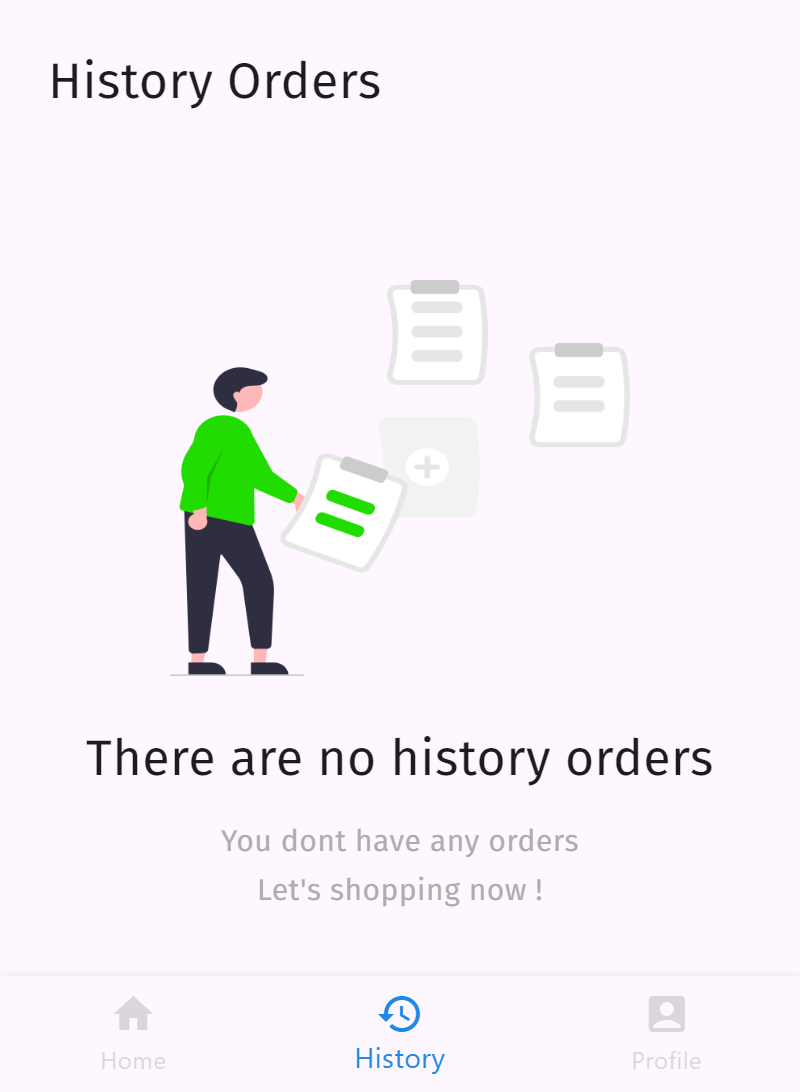 History Orders
There are no history orders
You dont have any orders
Let's shopping now !
Home
History
Profile